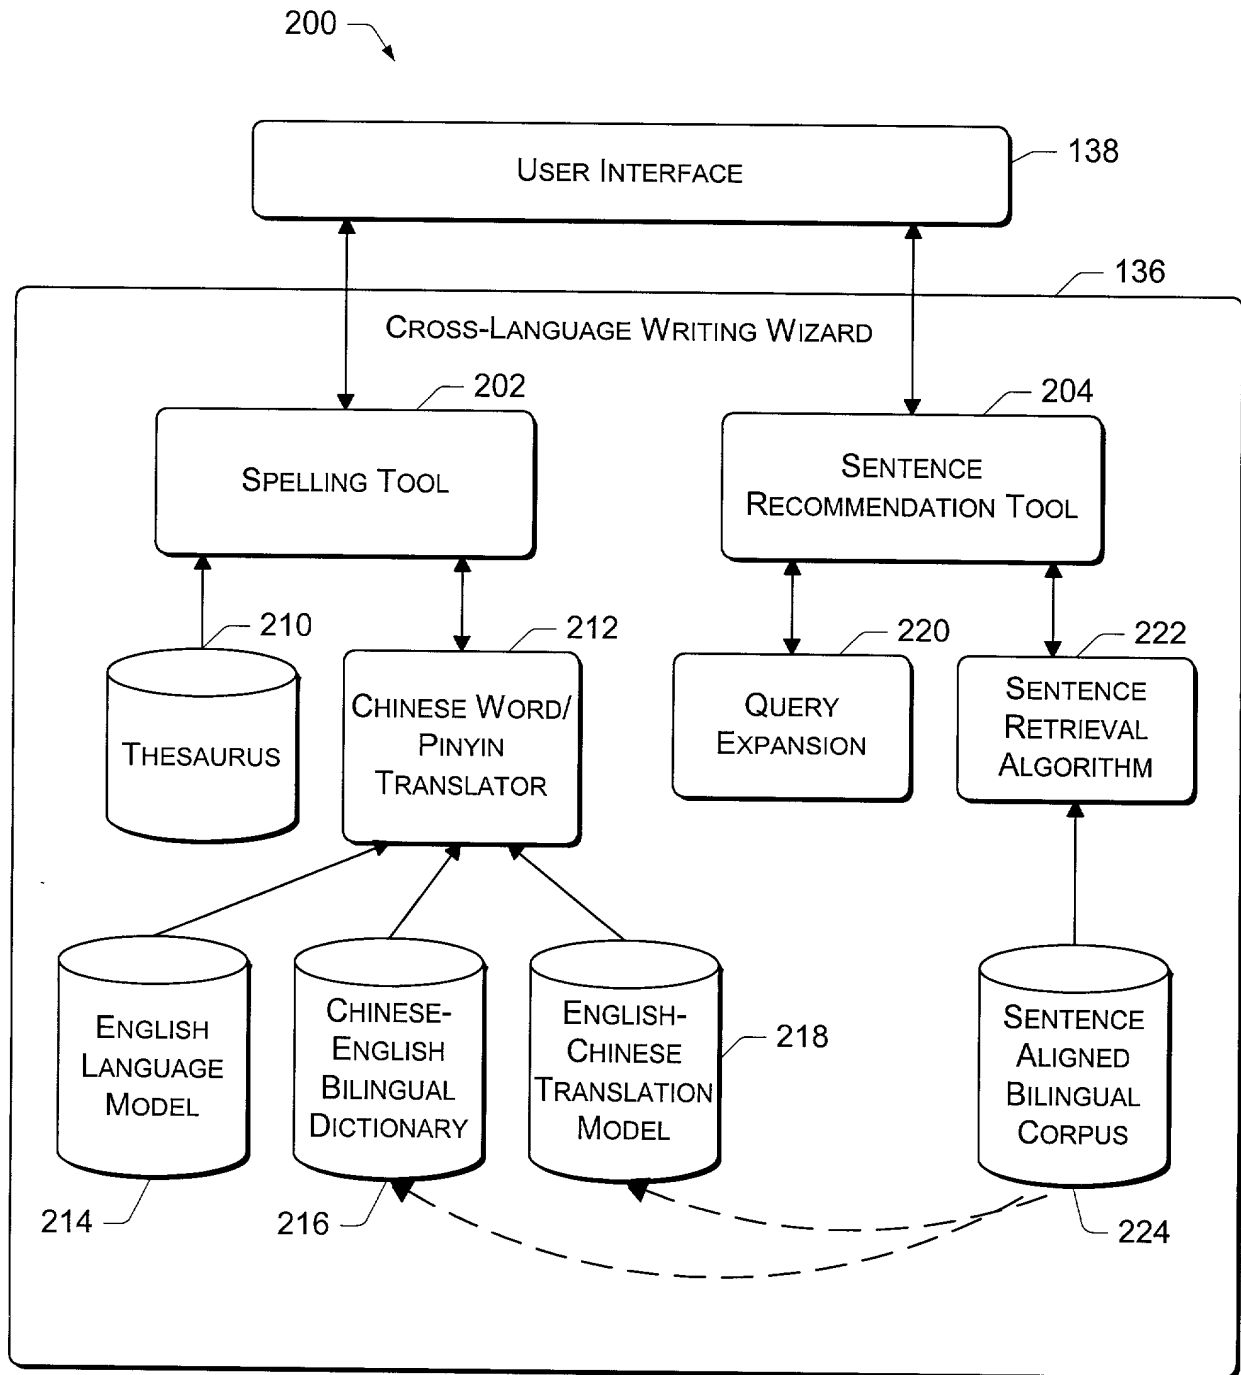 200
USER INTERFACE
138
136
CROSS-LANGUAGE WRITING WIZARD
202
SPELLING TOOL
204
SENTENCE
RECOMMENDATION TOOL
210
THESAURUS
212
CHINESE WORD/
PINYIN
TRANSLATOR
220
QUERY
EXPANSION
222
SENTENCE
RETRIEVAL
ALGORITHM
ENGLISH
LANGUAGE
MODEL
214
CHINESE-
ENGLISH
BILINGUAL
DICTIONARY
216
ENGLISH-
CHINESE
TRANSLATION
MODEL
218
SENTENCE
ALIGNED
BILINGUAL
CORPUS
224